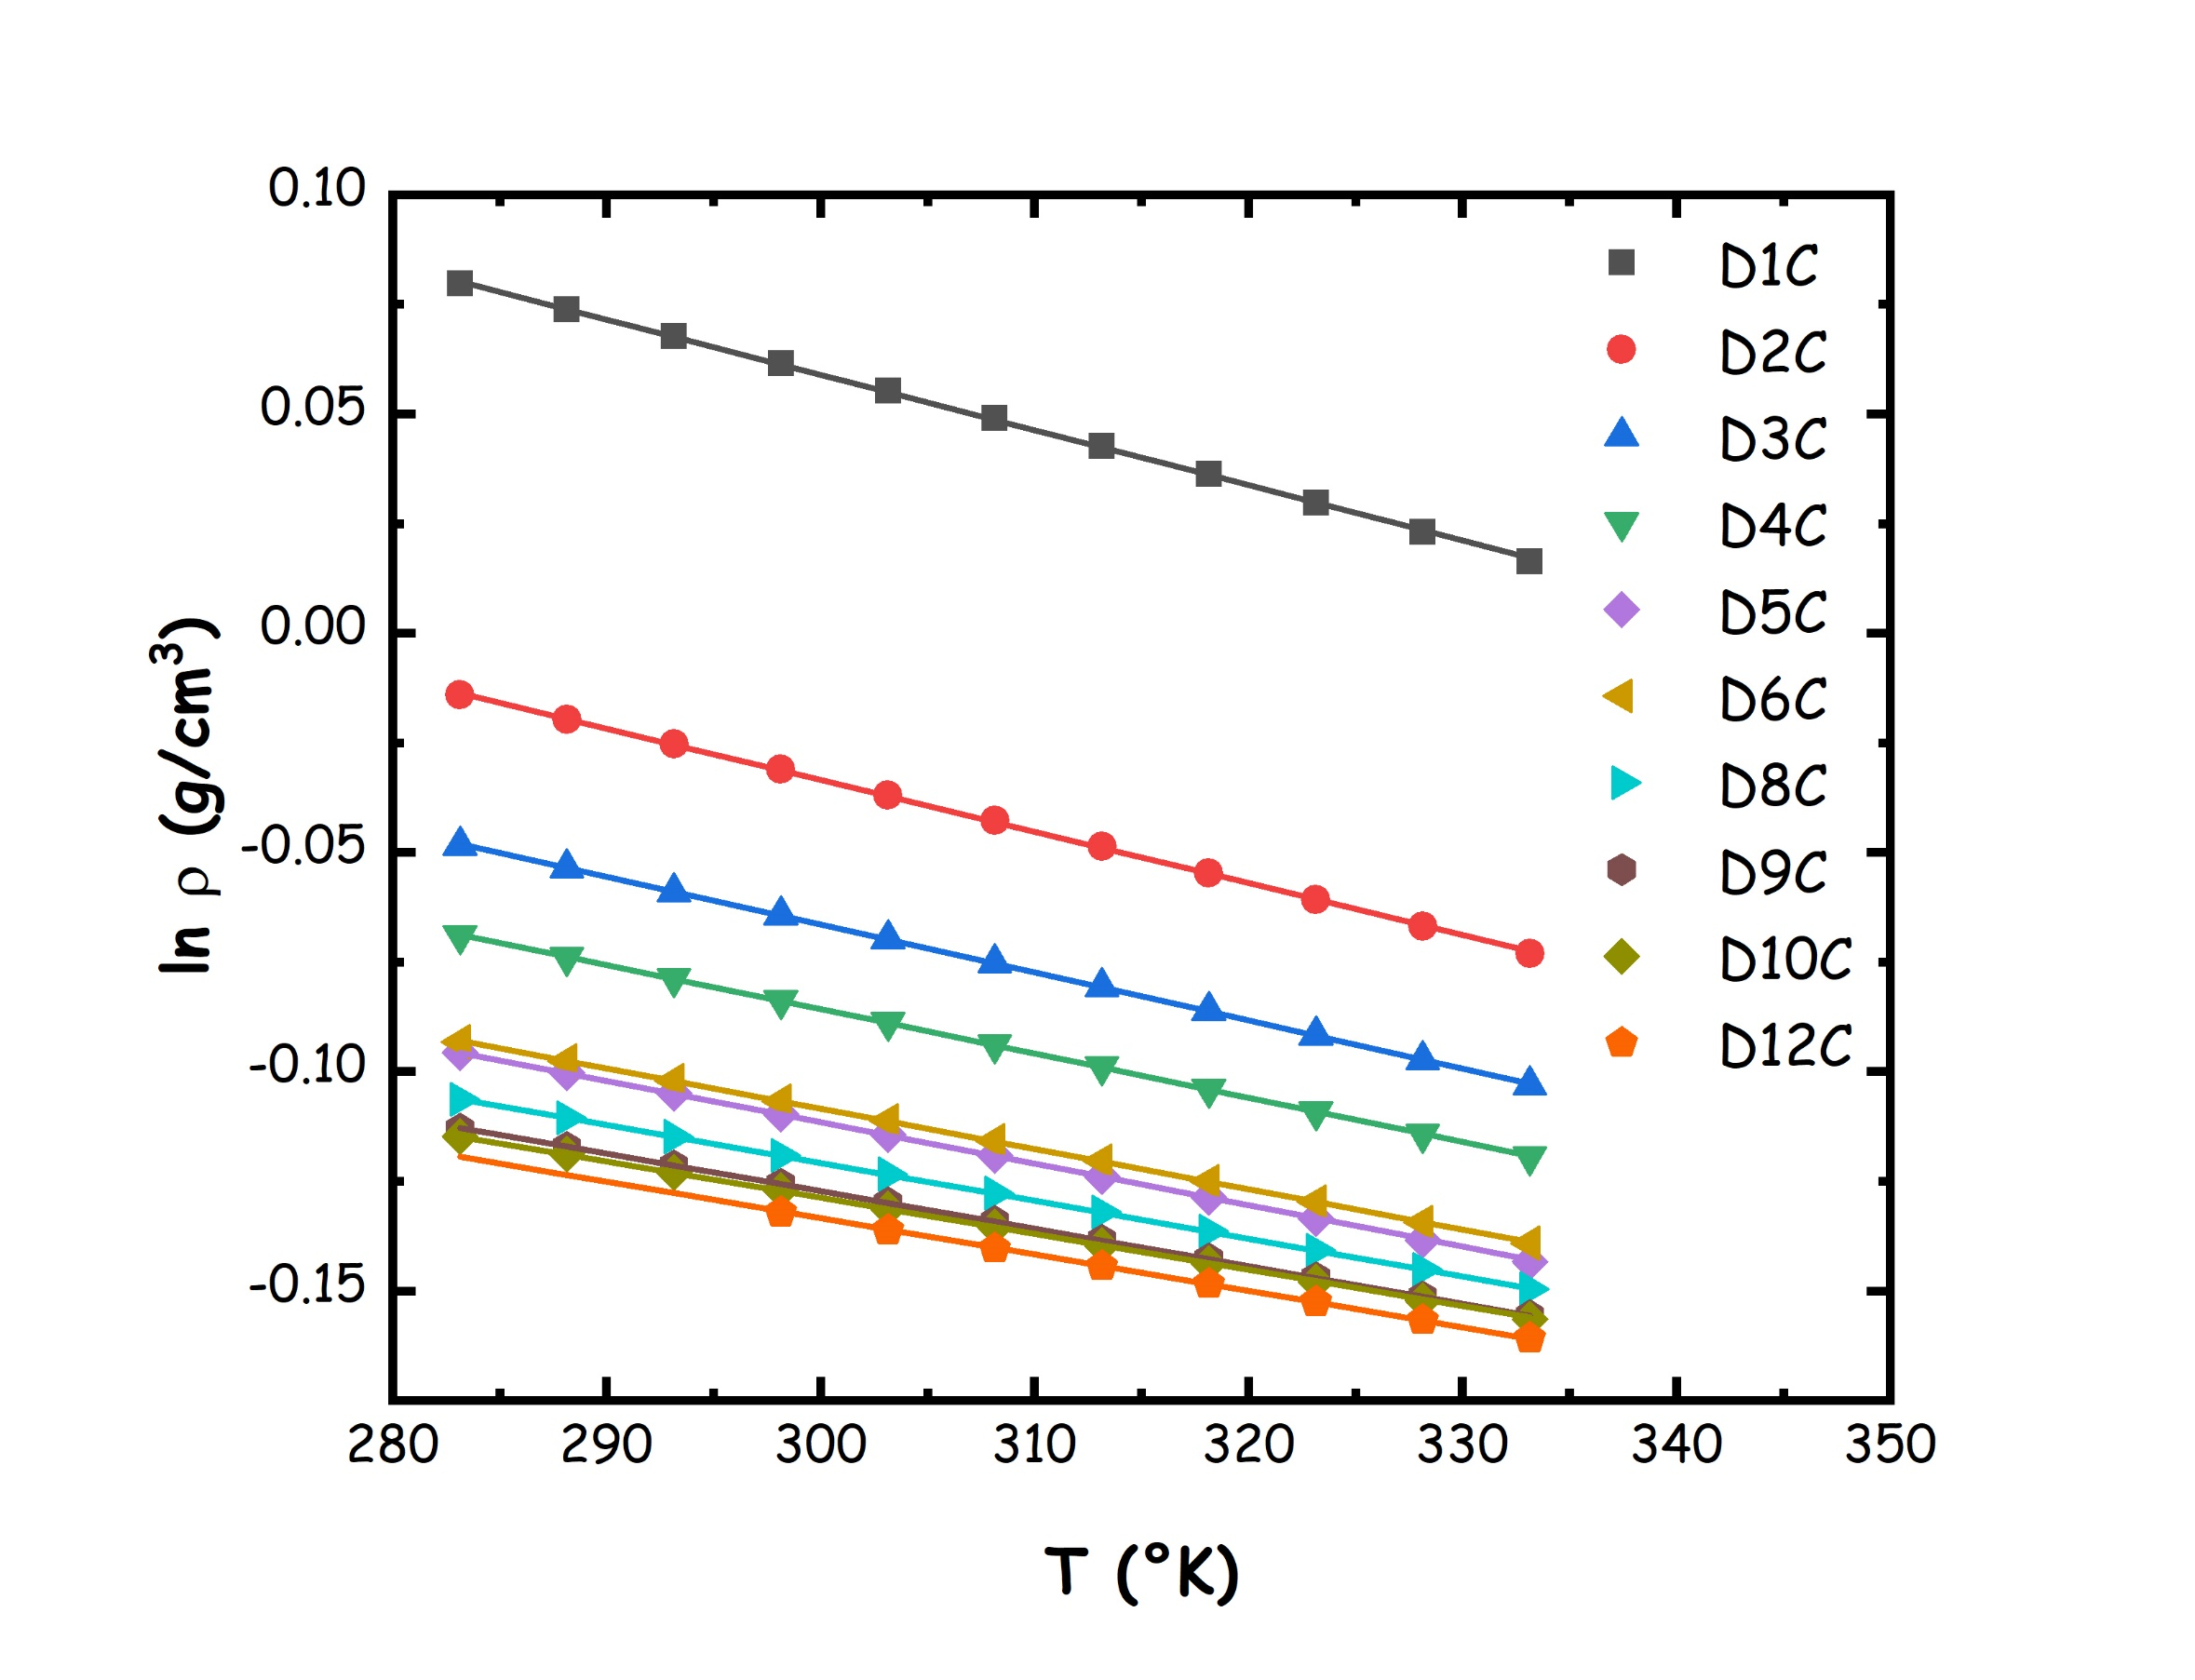 0.10
0.05
0.00
-0.05
-0.10
-0.15
ln ρ (g/cm³)
280 290 300 310 320 330 340 350
T (°K)
D1C
D2C
D3C
D4C
D5C
D6C
D8C
D9C
D10C
D12C